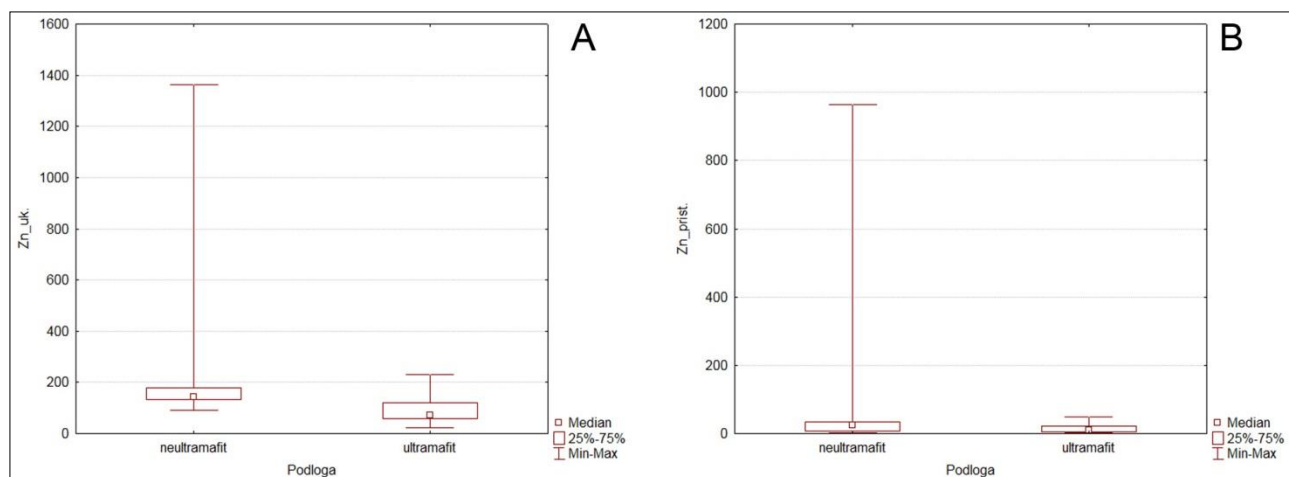 A
1600
1400
1200
1000
800
600
400
200
0
Zn_uk.
neultramafit
ultramafit
Podloga
Median
25%-75%
Min-Max
B
1200
1000
800
600
400
200
0
Zn_prist.
neultramafit
ultramafit
Podloga
Median
25%-75%
Min-Max